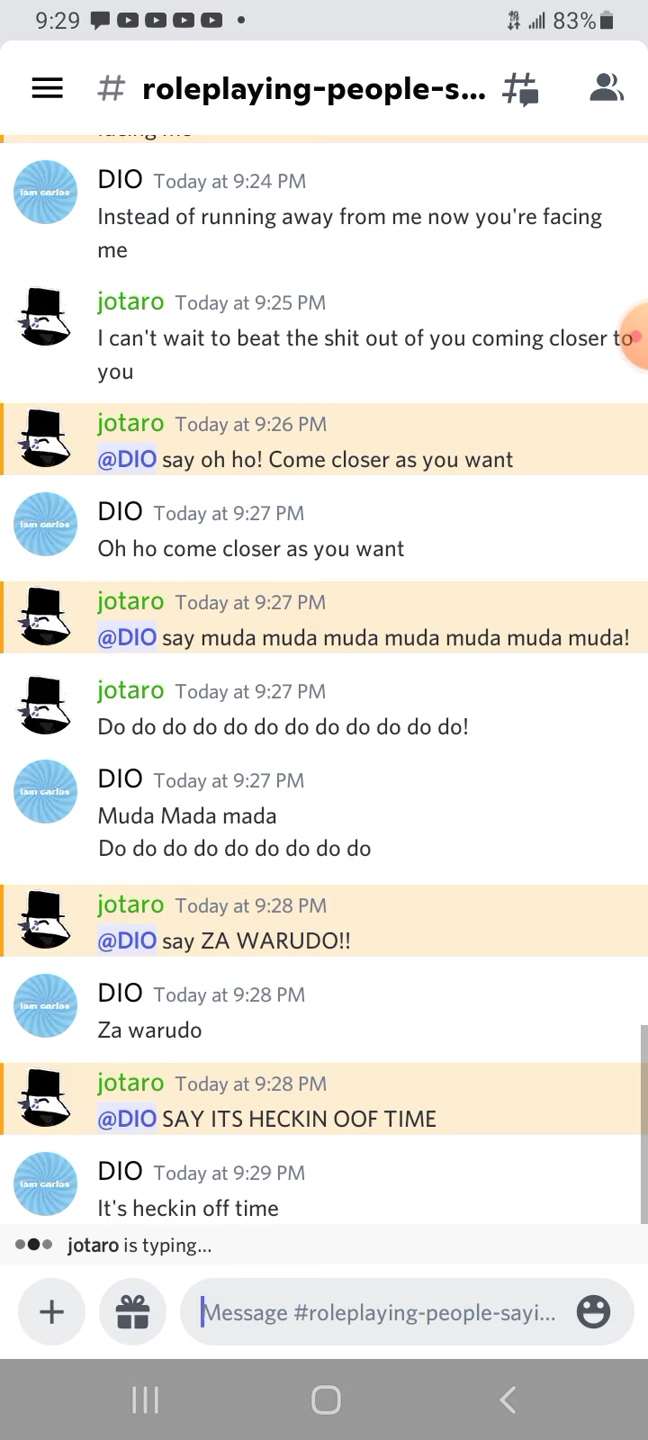 9:29
83%
# roleplaying-people-s...
DIO Today at 9:24 PM
Instead of running away from me now you're facing
me
jotaro Today at 9:25 PM
I can't wait to beat the shit out of you coming closer to
you
jotaro Today at 9:26 PM
@DIO say oh ho! Come closer as you want
DIO Today at 9:27 PM
Oh ho come closer as you want
jotaro Today at 9:27 PM
@DIO say muda muda muda muda muda muda muda!
jotaro Today at 9:27 PM
Do do do do do do do do do do do do!
DIO Today at 9:27 PM
Muda Mada mada
Do do do do do do do do do
jotaro Today at 9:28 PM
@DIO say ZA WARUDO!!
DIO Today at 9:28 PM
Za warudo
jotaro Today at 9:28 PM
@DIO SAY ITS HECKIN OOF TIME
DIO Today at 9:29 PM
It's heckin off time
jotaro is typing...
Message #roleplaying-people-sayi...